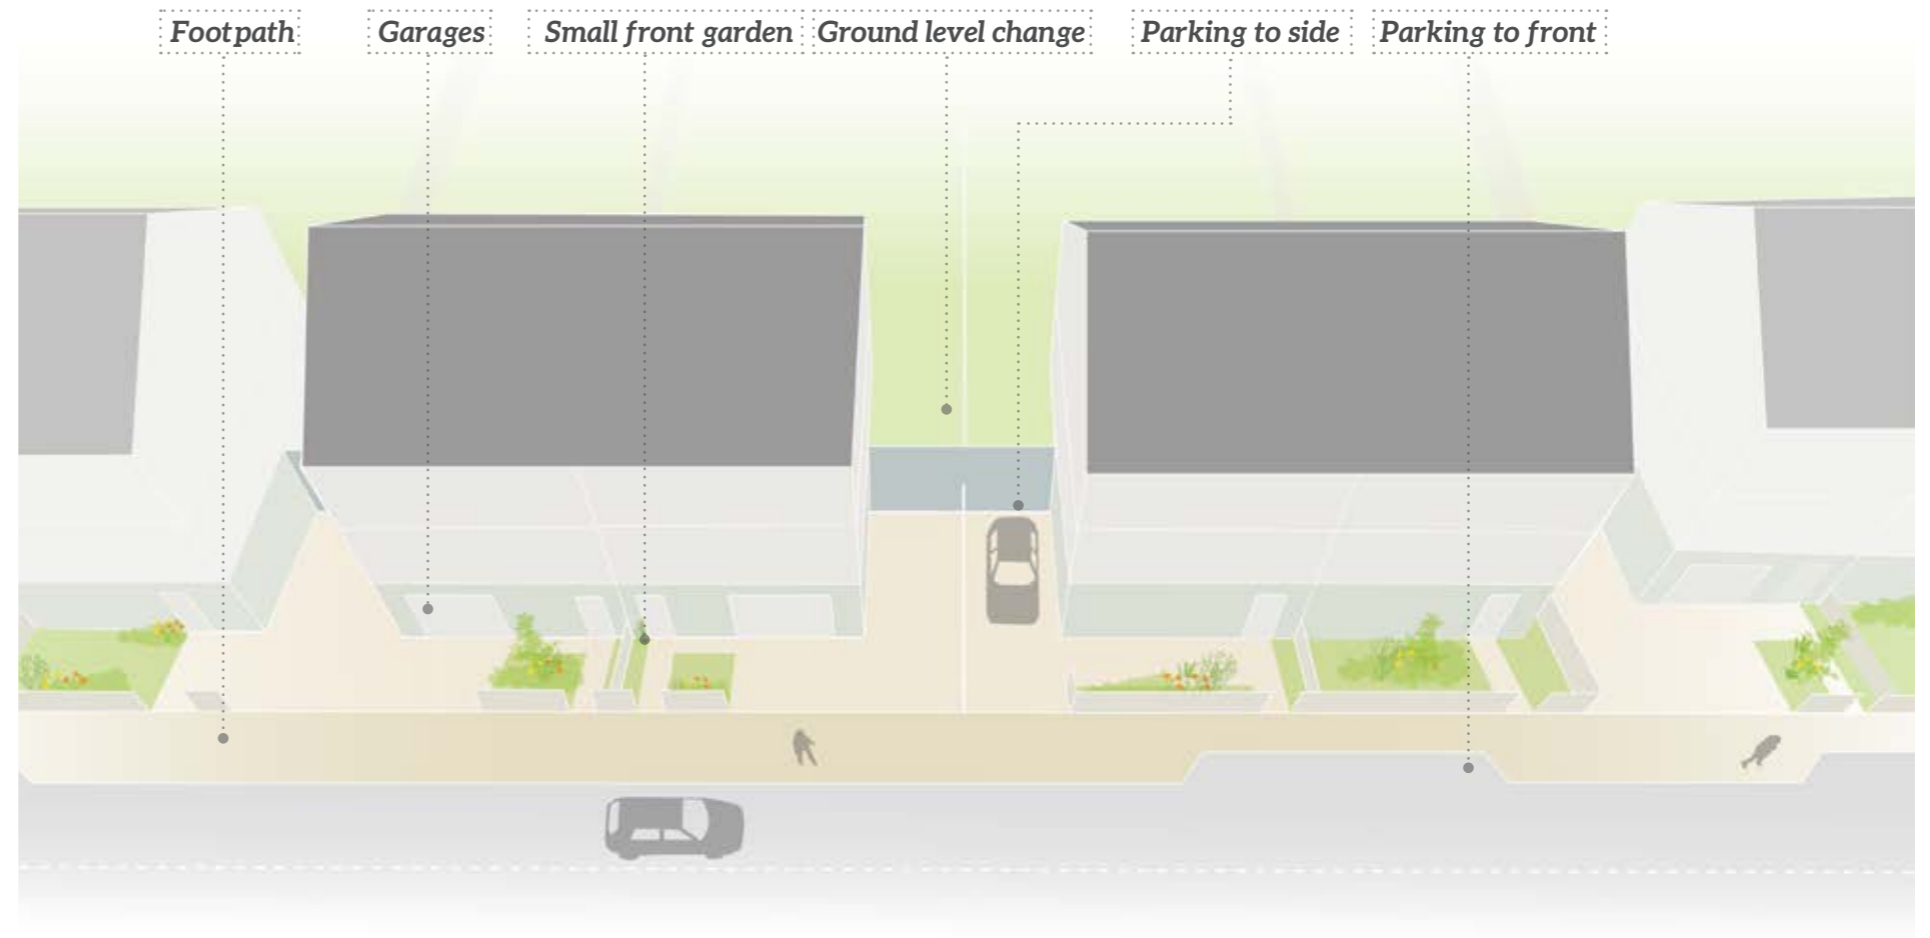 Footpath
Garages
Small front garden
Ground level change
Parking to side
Parking to front